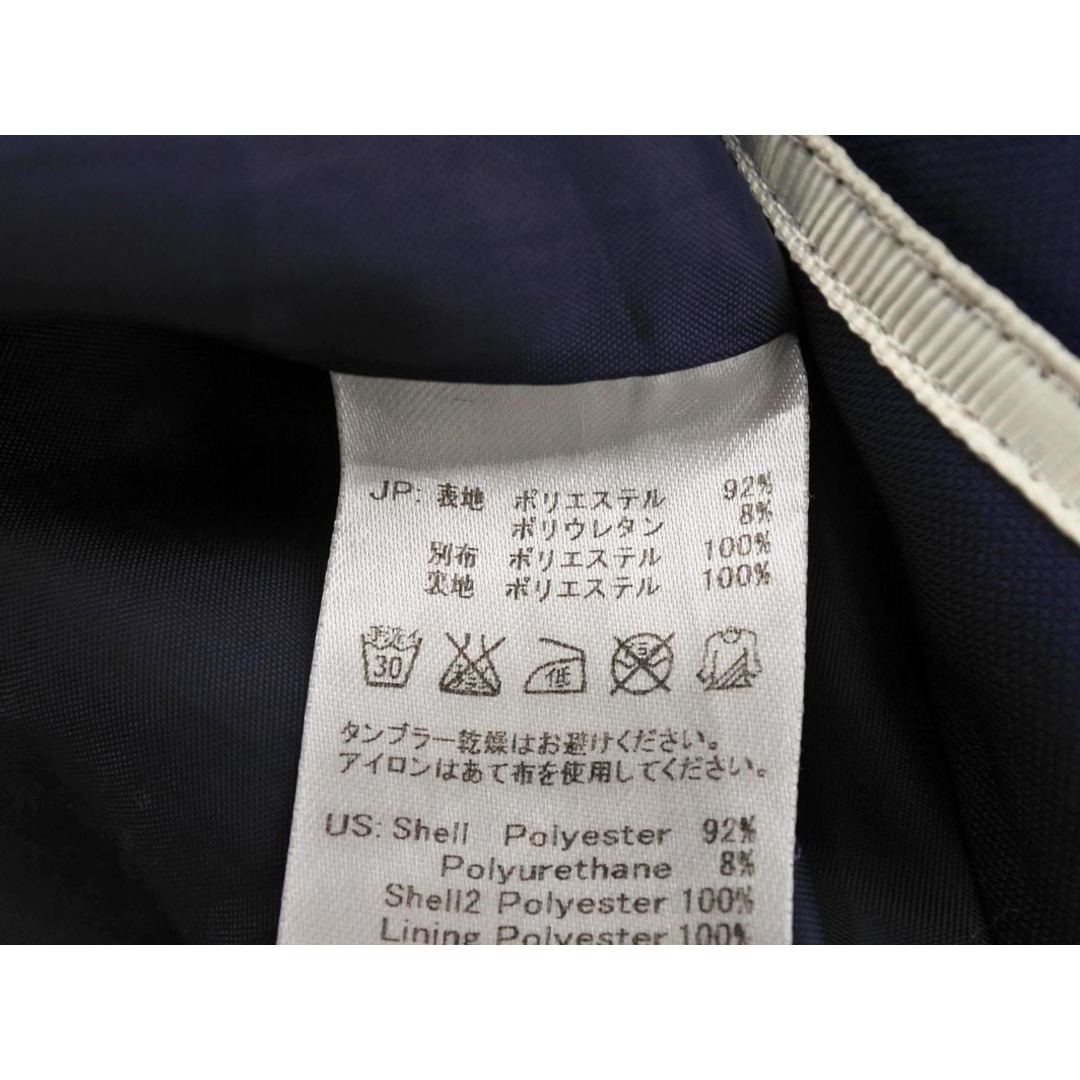 JP: 表地 ポリエステル 92%
ポリウレタン 8%
別布 ポリエステル 100%
裏地 ポリエステル 100%
手洗イ 30
低
タンブラー乾燥はお避けください。
アイロンはあて布を使用してください。
US: Shell Polyester 92%
Polyurethane 8%
Shell2 Polyester 100%
Lining Polyester 100%